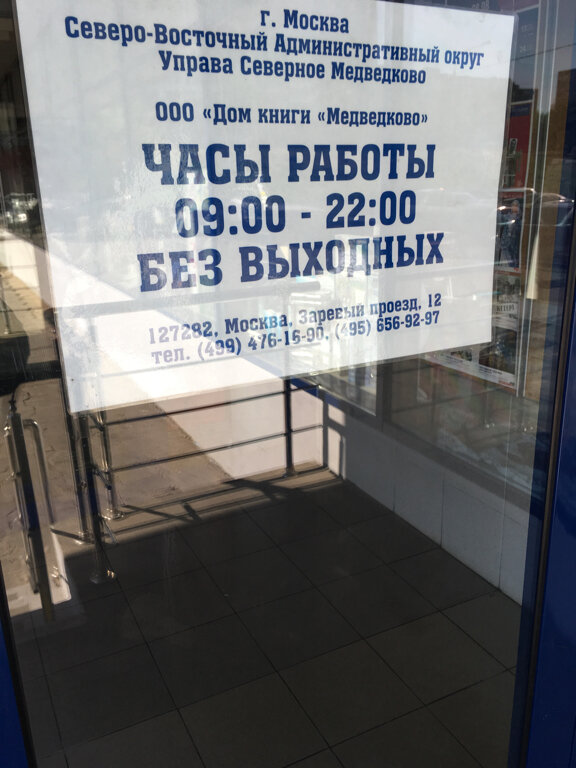 г. Москва
Северо-Восточный Административный округ
Управа Северное Медведково
ООО «Дом книги «Медведково»
ЧАСЫ РАБОТЫ
09:00 - 22:00
БЕЗ ВЫХОДНЫХ
127282, Москва, Заревый проезд, 12
тел. (499) 476-16-90, (495) 656-92-97